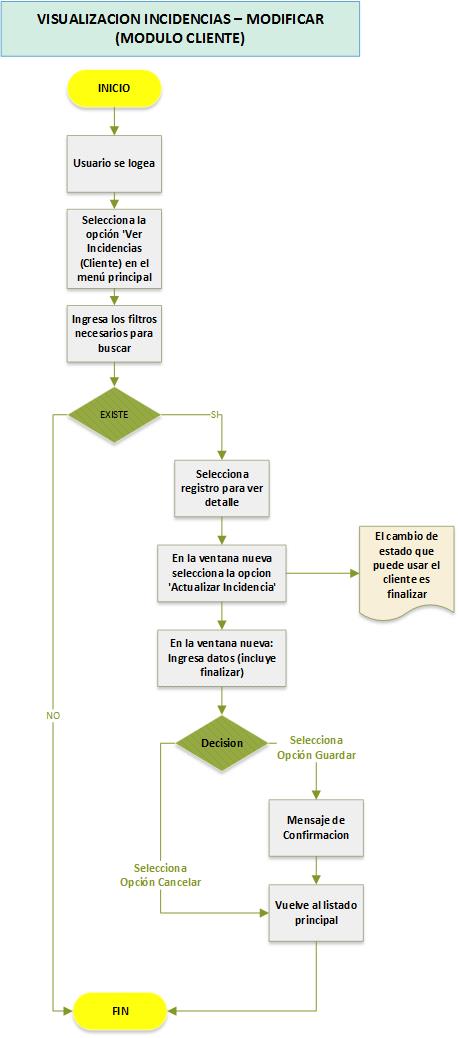 VISUALIZACION INCIDENCIAS – MODIFICAR
(MODULO CLIENTE)
INICIO
Usuario se logea
Selecciona la
opción 'Ver
Incidencias
(Cliente) en el
menú principal
Ingresa los filtros
necesarios para
buscar
EXISTE
SI
Selecciona
registro para ver
detalle
En la ventana nueva
selecciona la opcion
'Actualizar Incidencia'
El cambio de
estado que
puede usar el
cliente es
finalizar
En la ventana nueva:
Ingresa datos (incluye
finalizar)
NO
Decision
Selecciona
Opción Guardar
Mensaje de
Confirmacion
Selecciona
Opción Cancelar
Vuelve al listado
principal
FIN